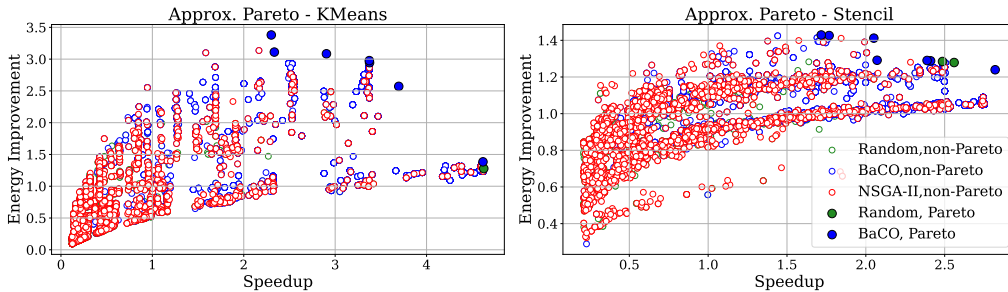 Approx. Pareto - KMeans
Energy Improvement
3.5
3.0
2.5
2.0
1.5
1.0
0.5
0.0
0
1
2
3
4
Speedup
Approx. Pareto - Stencil
Energy Improvement
1.4
1.2
1.0
0.8
0.6
0.4
0.5
1.0
1.5
2.0
2.5
Speedup
Random,non-Pareto
BaCO,non-Pareto
NSGA-II,non-Pareto
Random, Pareto
BaCO, Pareto